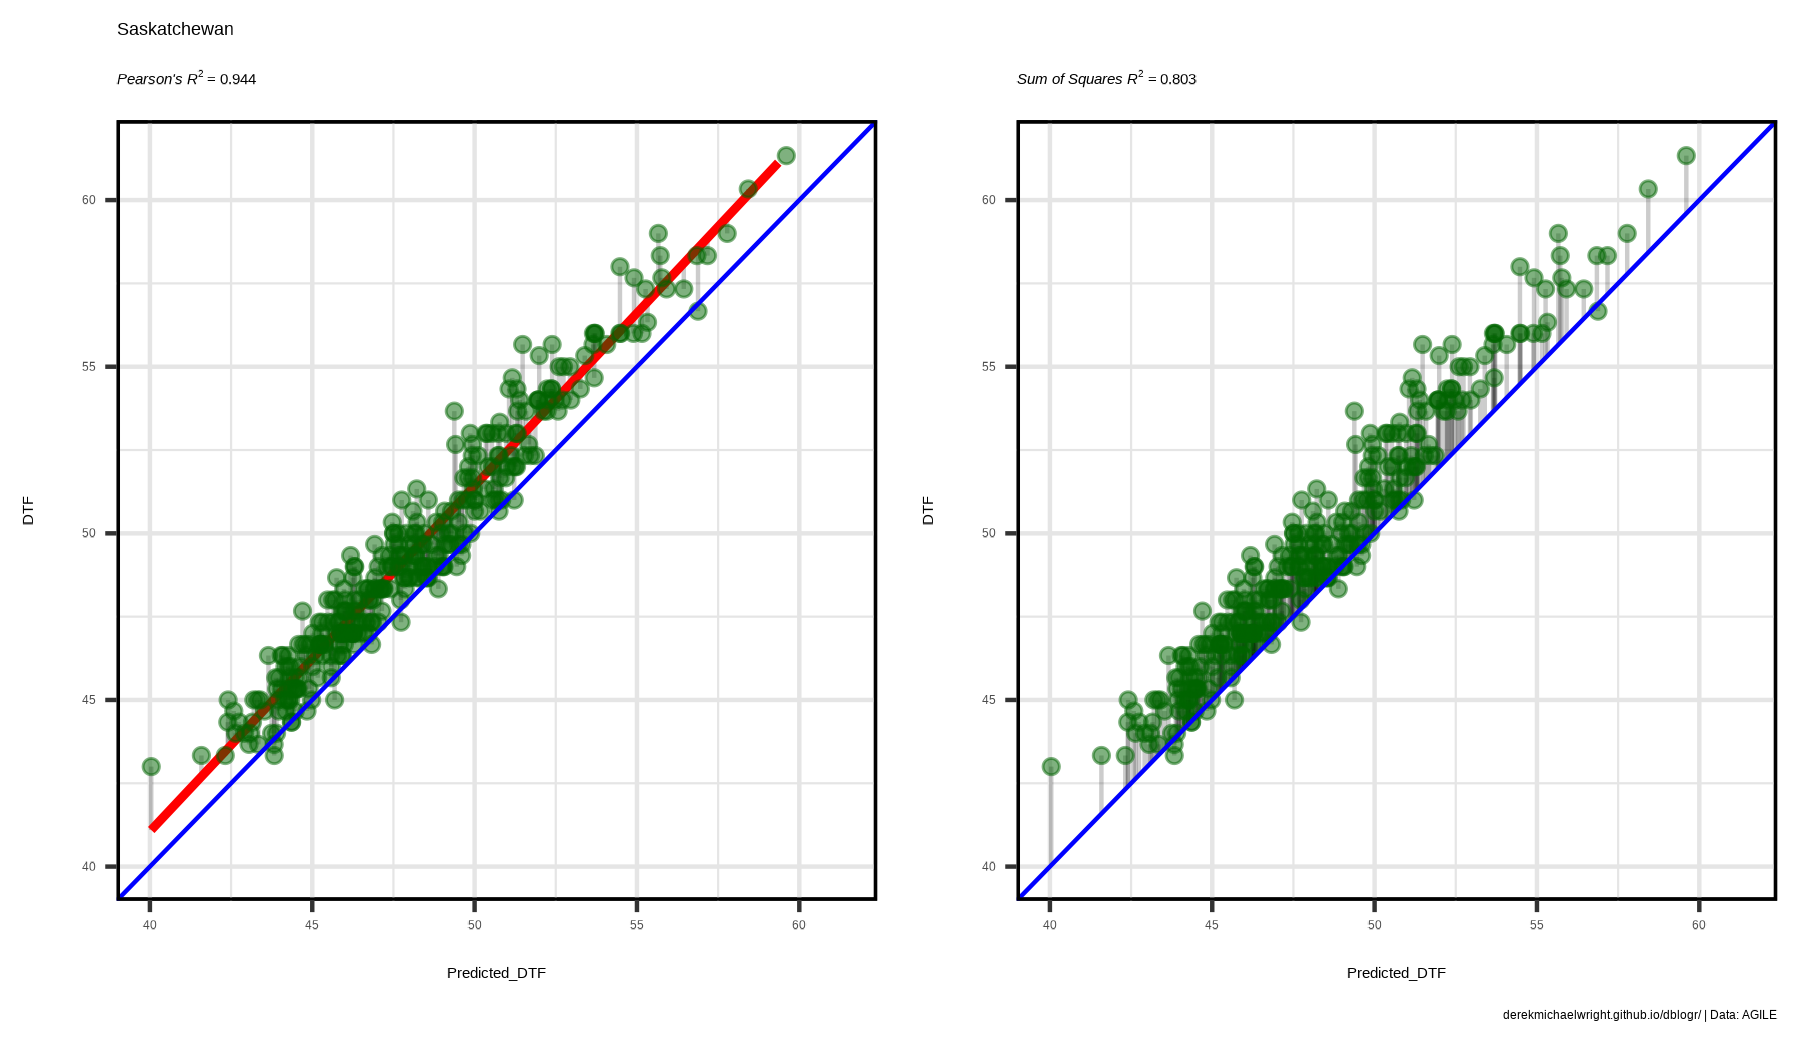 Saskatchewan
Pearson's R² = 0.944
Sum of Squares R² = 0.803
DTF
60
55
50
45
40
40 45 50 55 60
Predicted_DTF
DTF
60
55
50
45
40
40 45 50 55 60
Predicted_DTF
derekmichaelwright.github.io/dblogr/ | Data: AGILE